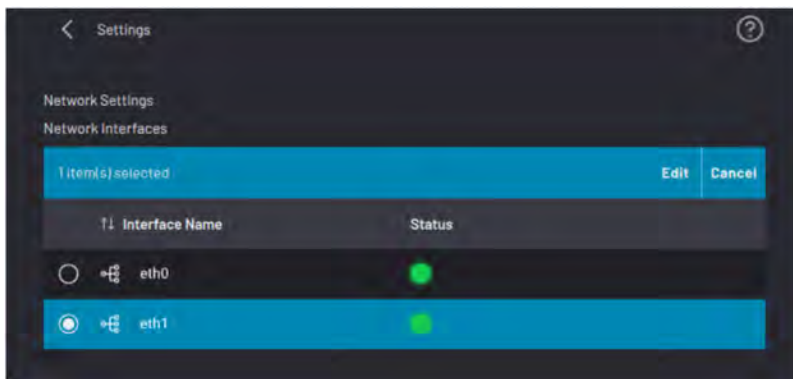 Settings
Network Settings
Network Interfaces
1 item(s) selected Edit Cancel
Interface Name Status
eth0
eth1